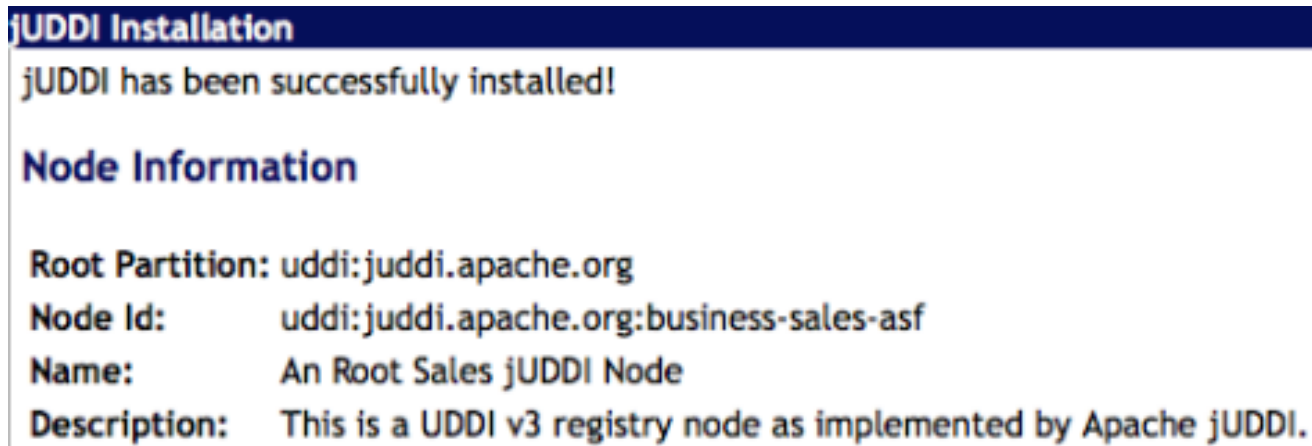 jUDDI Installation
jUDDI has been successfully installed!
Node Information
Root Partition: uddi:juddi.apache.org
Node Id: uddi:juddi.apache.org:business-sales-asf
Name: An Root Sales jUDDI Node
Description: This is a UDDI v3 registry node as implemented by Apache jUDDI.